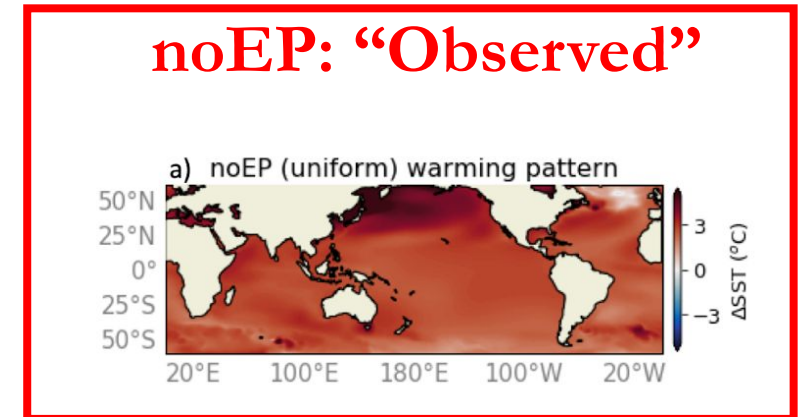 noEP: “Observed”
a) noEP (uniform) warming pattern
50°N
25°N
0°
25°S
50°S
20°E 100°E 180°E 100°W 20°W
3
0
−3
ΔSST (°C)